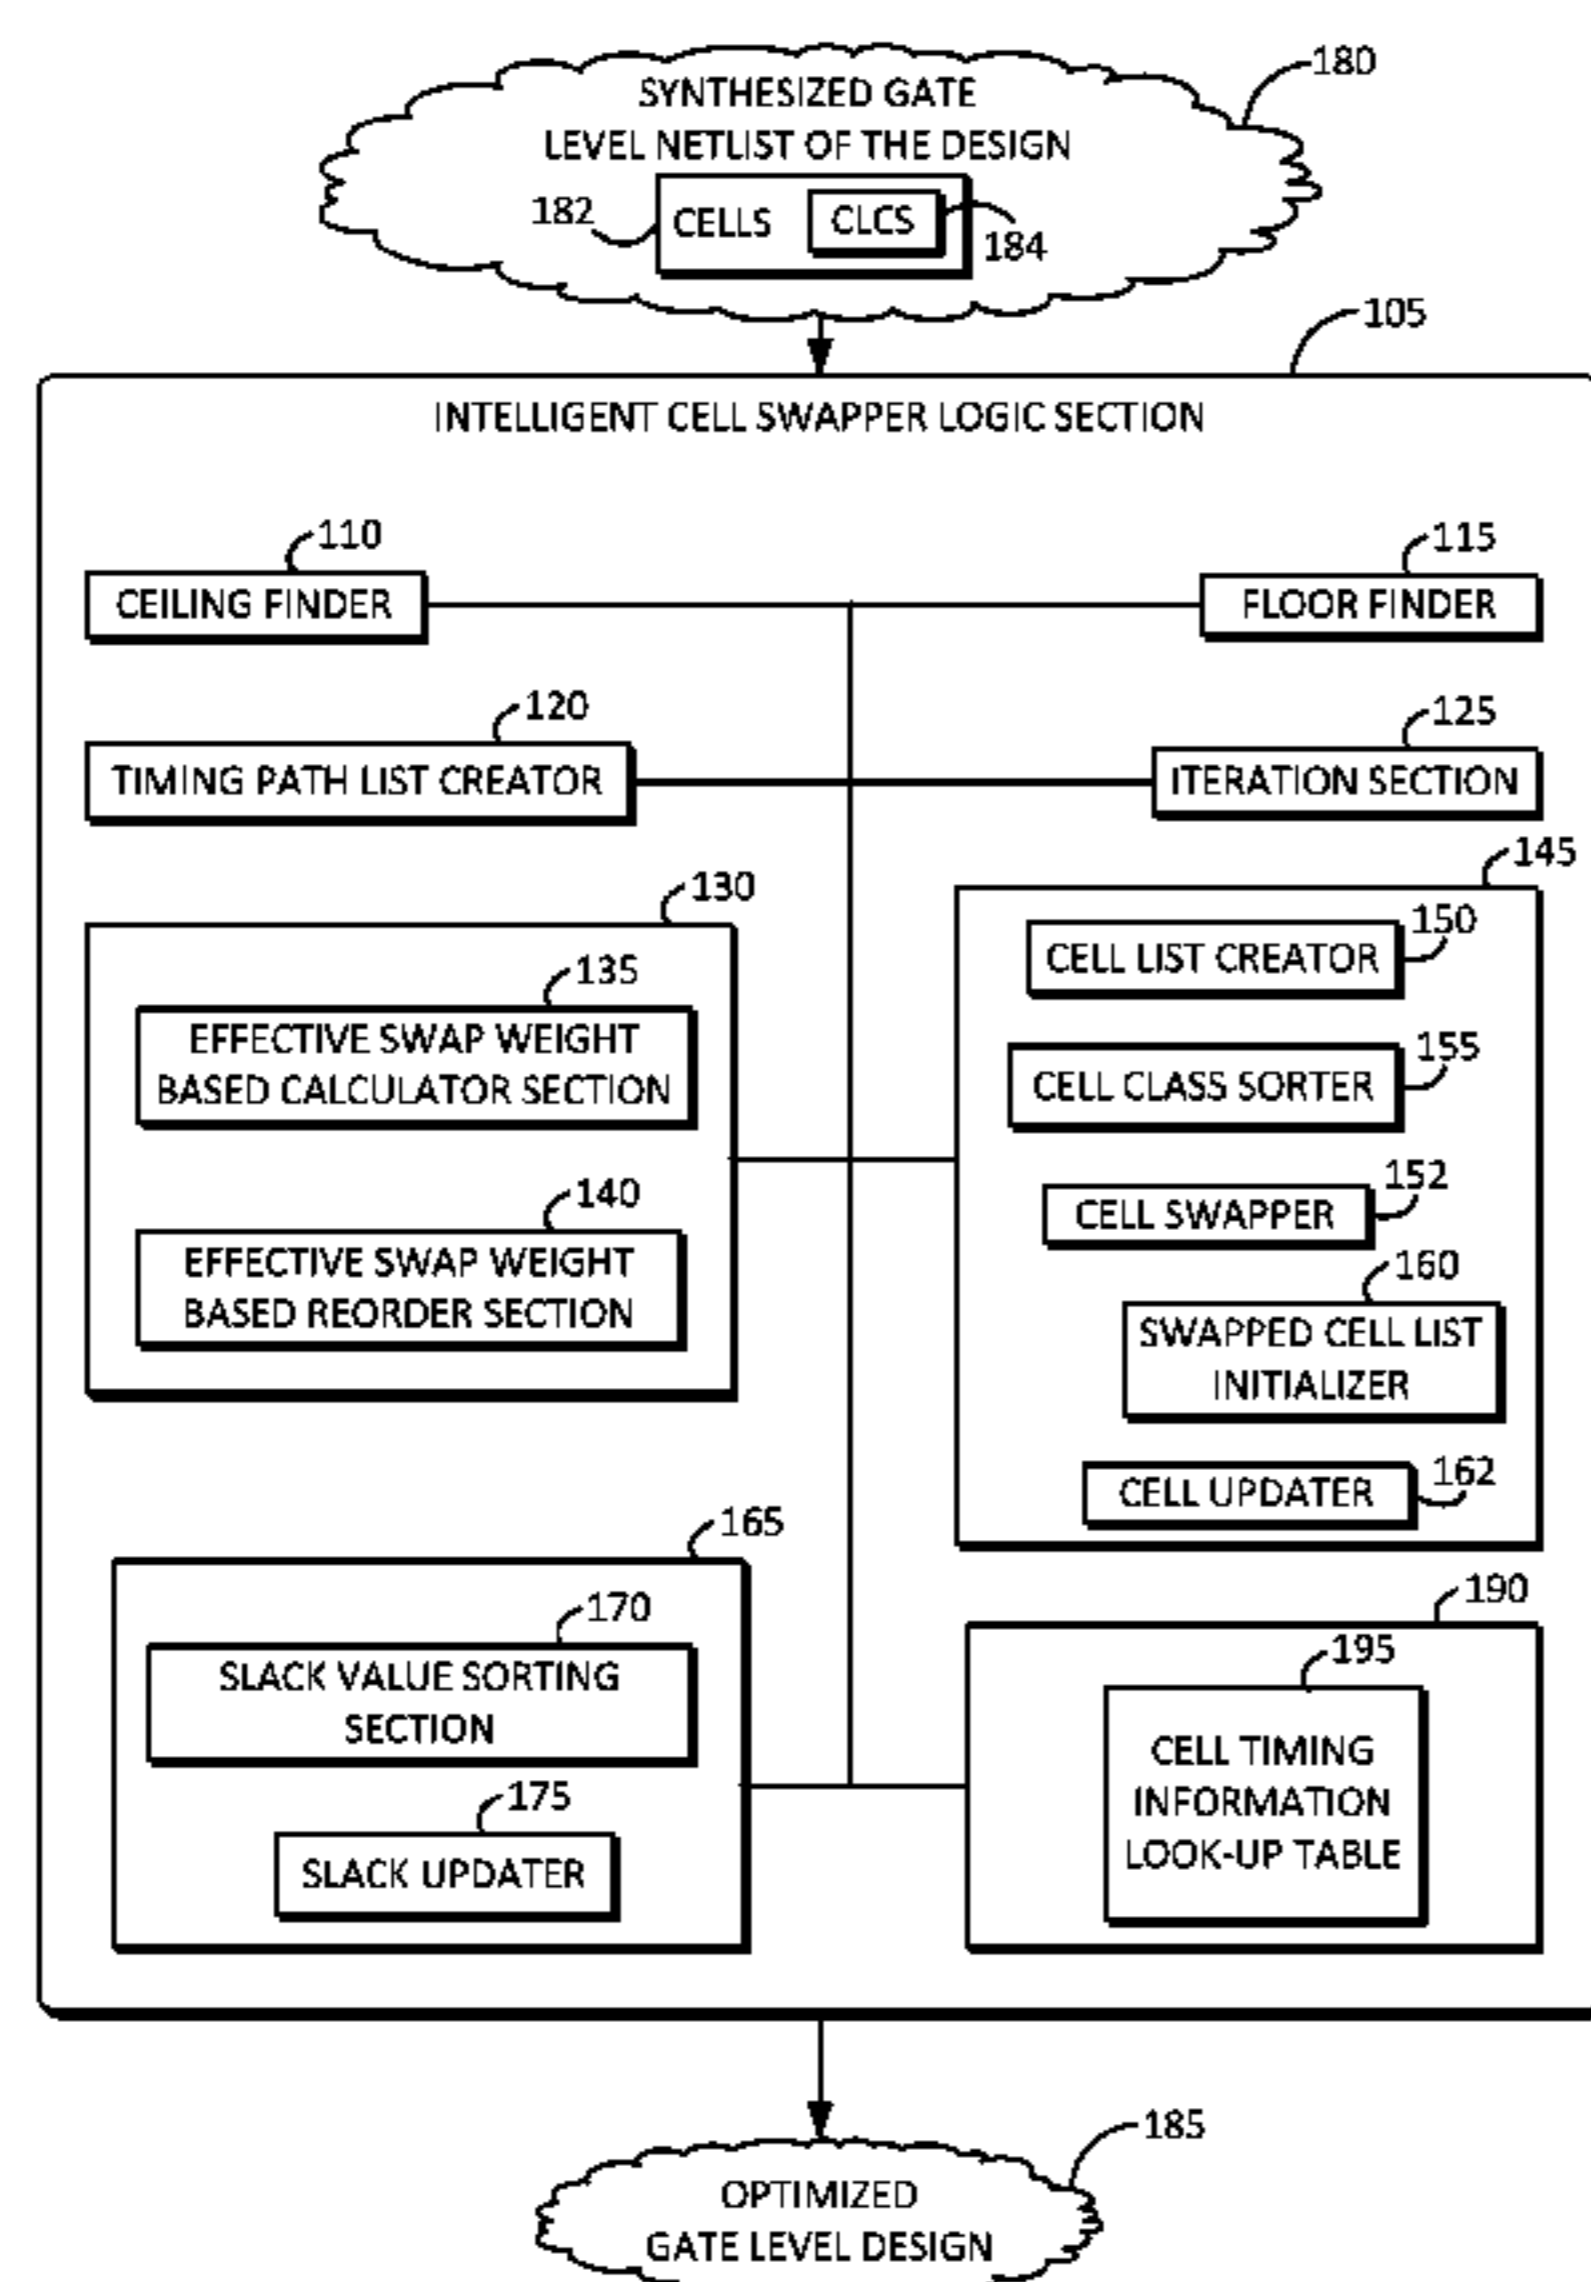 180
SYNTHESIZED GATE
LEVEL NETLIST OF THE DESIGN
182
CELLS
CLCS
184
105
INTELLIGENT CELL SWAPPER LOGIC SECTION
110
CEILING FINDER
115
FLOOR FINDER
120
TIMING PATH LIST CREATOR
125
ITERATION SECTION
130
135
EFFECTIVE SWAP WEIGHT
BASED CALCULATOR SECTION
140
EFFECTIVE SWAP WEIGHT
BASED REORDER SECTION
145
150
CELL LIST CREATOR
155
CELL CLASS SORTER
152
CELL SWAPPER
160
SWAPPED CELL LIST
INITIALIZER
162
CELL UPDATER
165
170
SLACK VALUE SORTING
SECTION
175
SLACK UPDATER
190
195
CELL TIMING
INFORMATION
LOOK-UP TABLE
185
OPTIMIZED
GATE LEVEL DESIGN